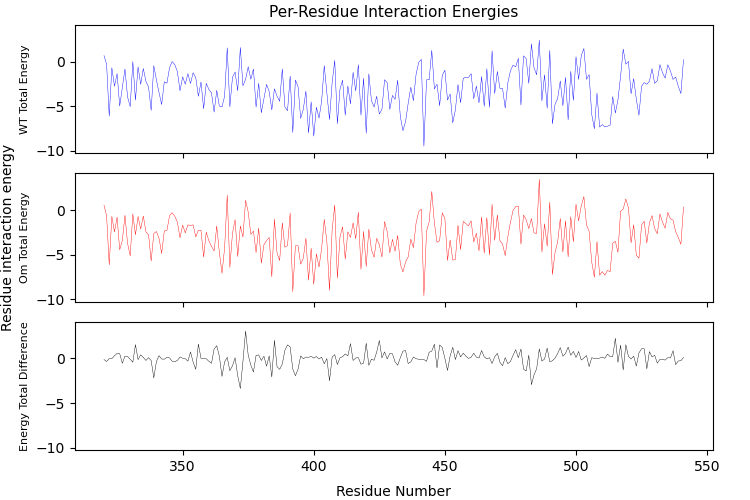 Per-Residue Interaction Energies
Residue interaction energy
WT Total Energy
0
−5
−10
Om Total Energy
0
−5
−10
Energy Total Difference
0
−5
−10
350 400 450 500 550
Residue Number